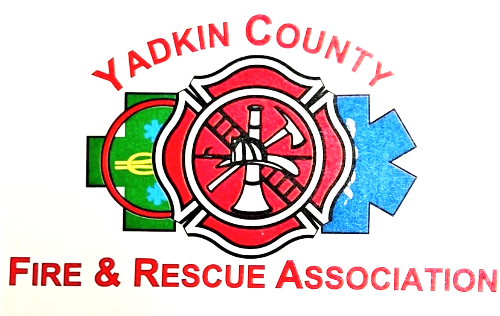 YADKIN COUNTY
FIRE & RESCUE ASSOCIATION